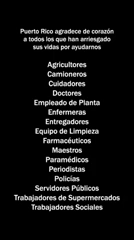 Puerto Rico agradece de corazón
a todos los que han arriesgado
sus vidas por ayudarnos
Agricultores
Camioneros
Cuidadores
Doctores
Empleado de Planta
Enfermeras
Entregadores
Equipo de Limpieza
Farmacéuticos
Maestros
Paramédicos
Periodistas
Policías
Servidores Públicos
Trabajadores de Supermercados
Trabajadores Sociales